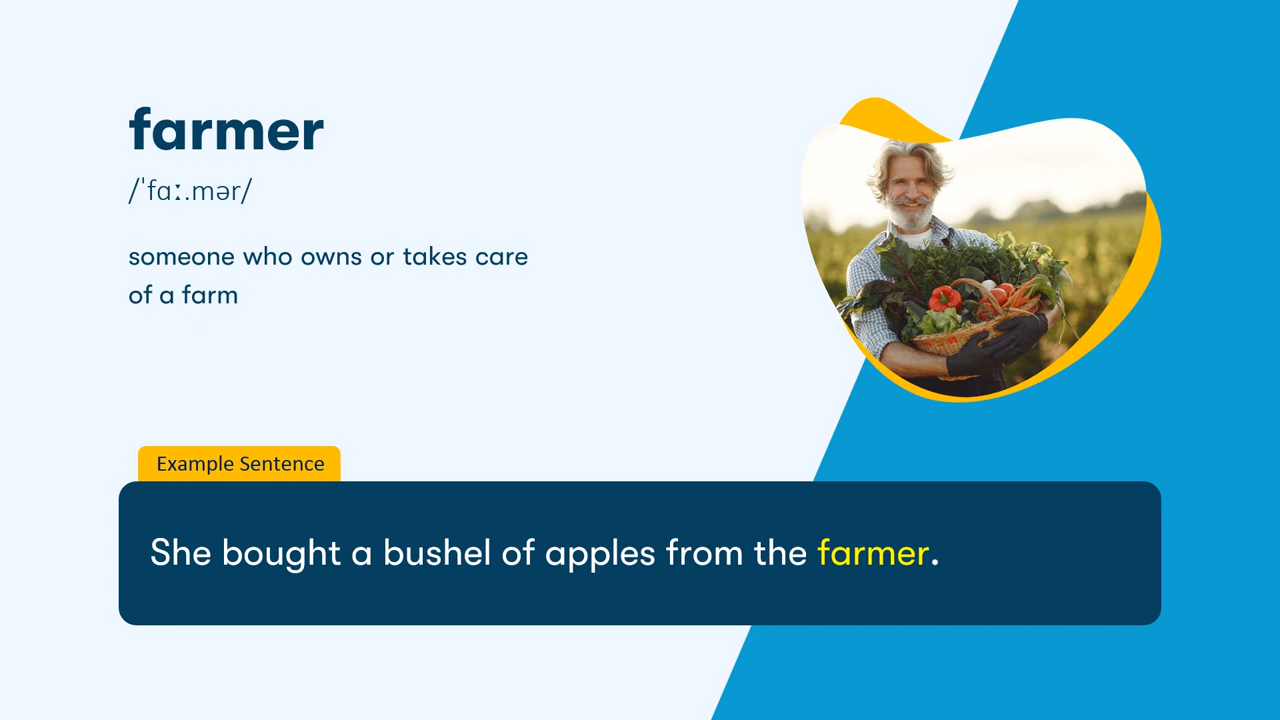 farmer
/ˈfɑː.mər/
someone who owns or takes care
of a farm
Example Sentence
She bought a bushel of apples from the farmer.